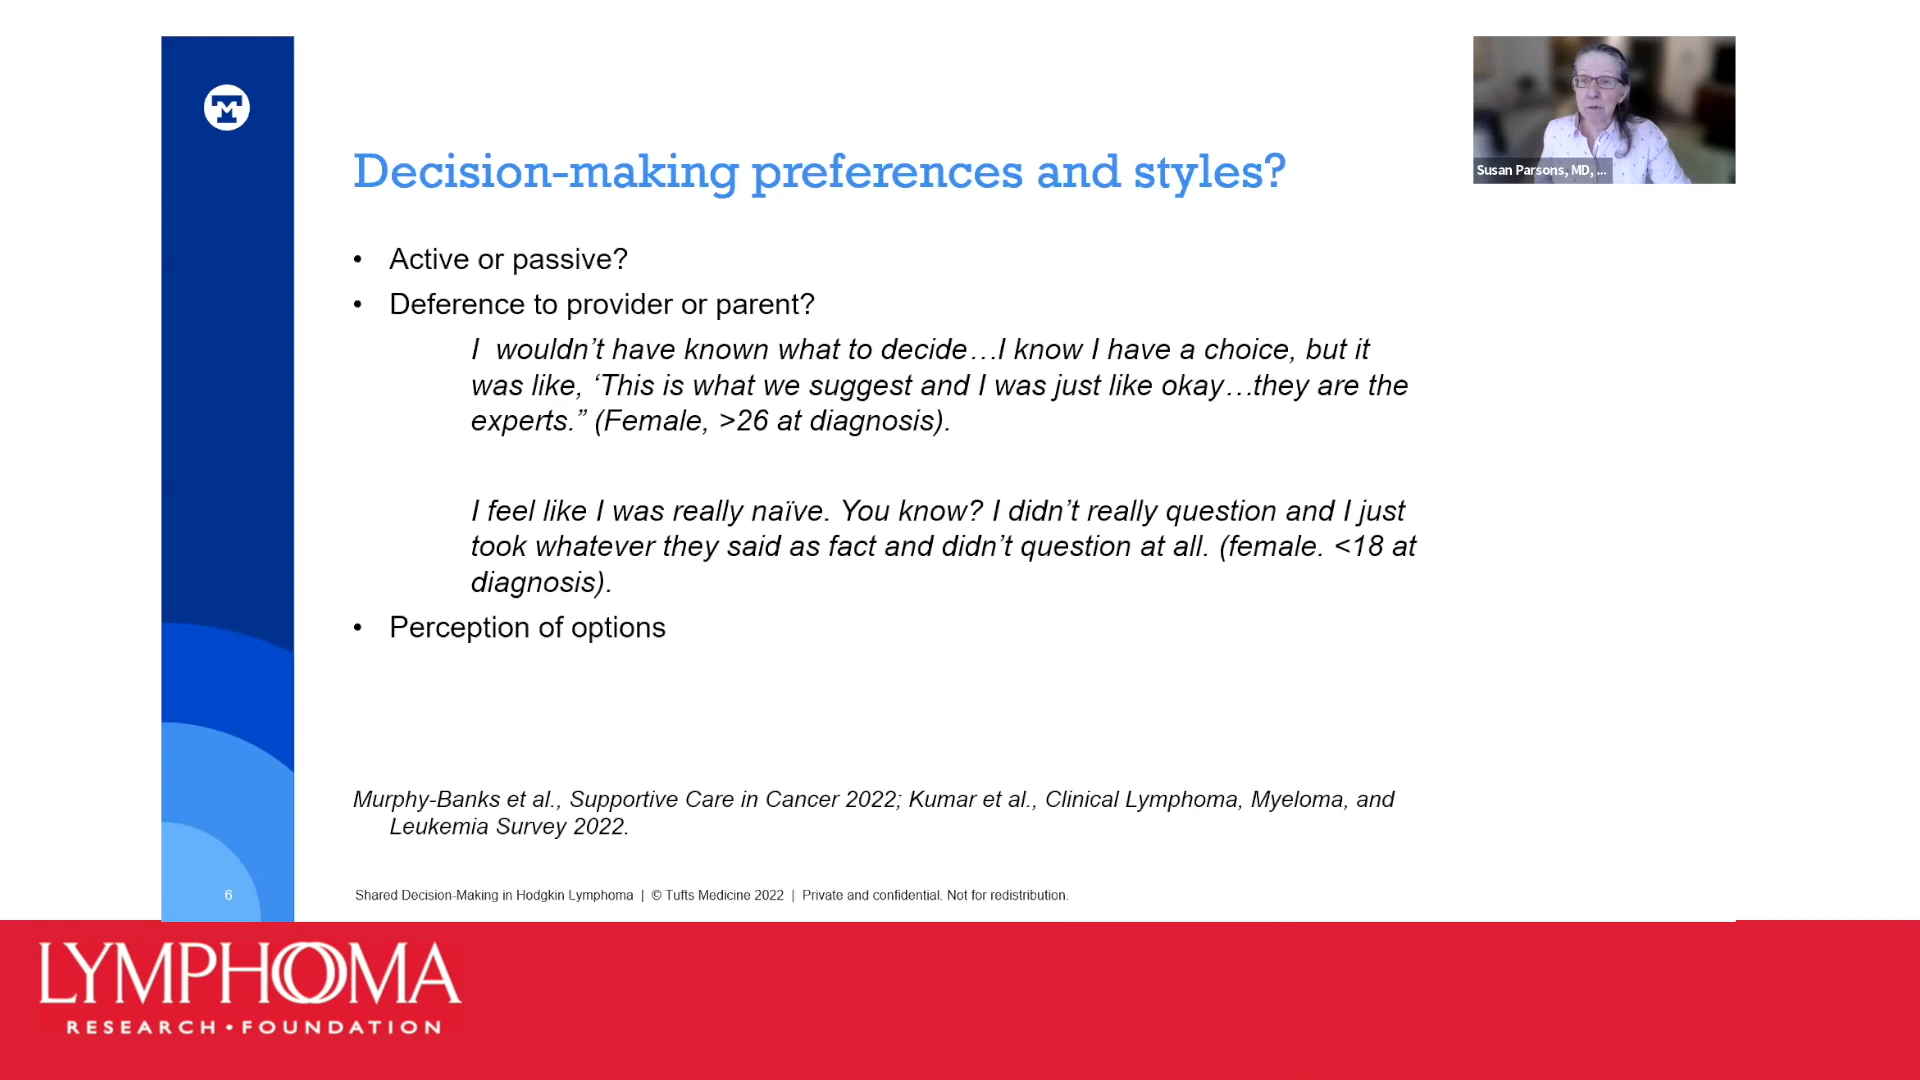 Susan Parsons, MD, ...
Decision-making preferences and styles?
• Active or passive?
• Deference to provider or parent?
I  wouldn’t have known what to decide…I know I have a choice, but it
was like, ‘This is what we suggest and I was just like okay…they are the
experts.” (Female, >26 at diagnosis).
I feel like I was really naïve. You know? I didn’t really question and I just
took whatever they said as fact and didn’t question at all. (female. <18 at
diagnosis).
• Perception of options
Murphy-Banks et al., Supportive Care in Cancer 2022; Kumar et al., Clinical Lymphoma, Myeloma, and
Leukemia Survey 2022.
6
Shared Decision-Making in Hodgkin Lymphoma | © Tufts Medicine 2022 | Private and confidential. Not for redistribution.
LYMPHOMA
RESEARCH • FOUNDATION